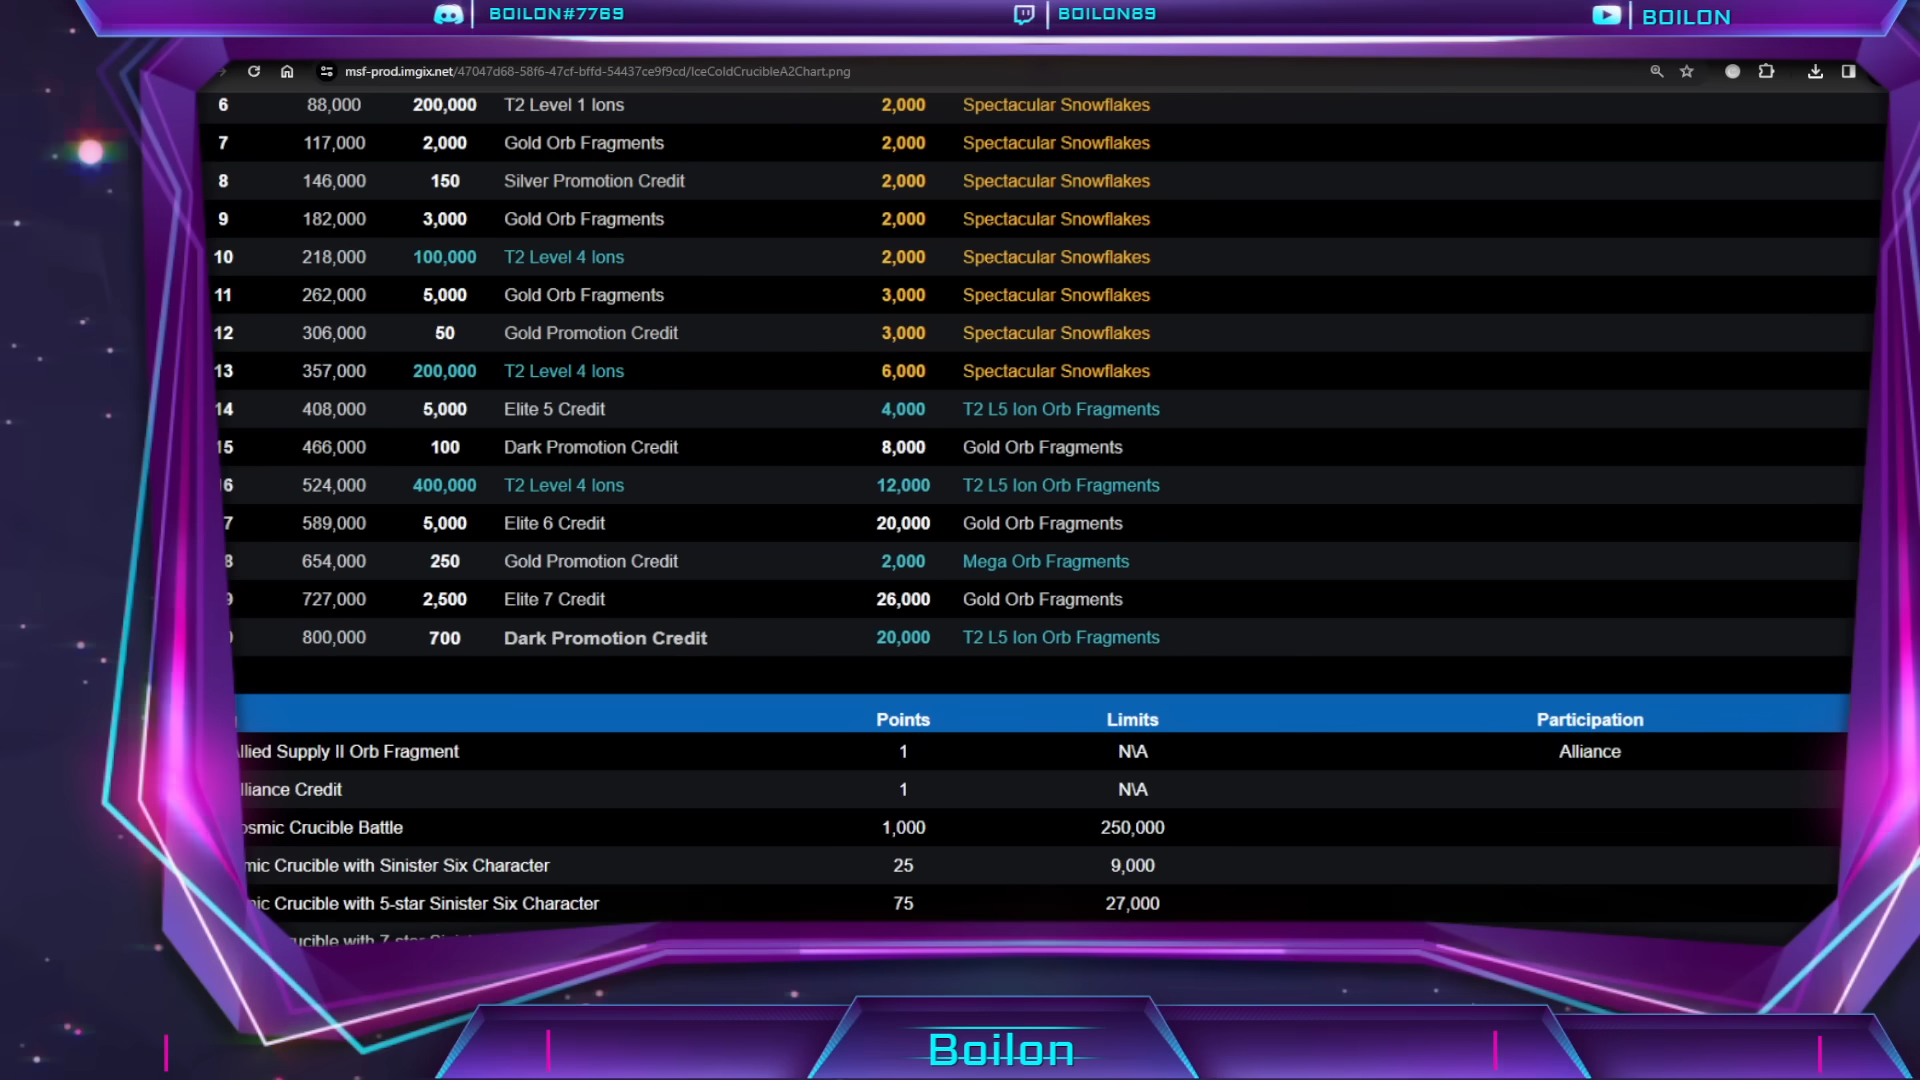 BOILON#7769
BOILON89
BOILON
msf-prod.imgix.net/47047d68-58f6-47cf-bffd-54437ce9f9cd/IceColdCrucibleA2Chart.png
6 88,000 200,000 T2 Level 1 Ions 2,000 Spectacular Snowflakes
7 117,000 2,000 Gold Orb Fragments 2,000 Spectacular Snowflakes
8 146,000 150 Silver Promotion Credit 2,000 Spectacular Snowflakes
9 182,000 3,000 Gold Orb Fragments 2,000 Spectacular Snowflakes
10 218,000 100,000 T2 Level 4 Ions 2,000 Spectacular Snowflakes
11 262,000 5,000 Gold Orb Fragments 3,000 Spectacular Snowflakes
12 306,000 50 Gold Promotion Credit 3,000 Spectacular Snowflakes
13 357,000 200,000 T2 Level 4 Ions 6,000 Spectacular Snowflakes
14 408,000 5,000 Elite 5 Credit 4,000 T2 L5 Ion Orb Fragments
15 466,000 100 Dark Promotion Credit 8,000 Gold Orb Fragments
6 524,000 400,000 T2 Level 4 Ions 12,000 T2 L5 Ion Orb Fragments
7 589,000 5,000 Elite 6 Credit 20,000 Gold Orb Fragments
8 654,000 250 Gold Promotion Credit 2,000 Mega Orb Fragments
9 727,000 2,500 Elite 7 Credit 26,000 Gold Orb Fragments
800,000 700 Dark Promotion Credit 20,000 T2 L5 Ion Orb Fragments
Points Limits Participation
llied Supply II Orb Fragment 1 N\A Alliance
lliance Credit 1 N\A
osmic Crucible Battle 1,000 250,000
mic Crucible with Sinister Six Character 25 9,000
ic Crucible with 5-star Sinister Six Character 75 27,000
ucible with 7
Boilon